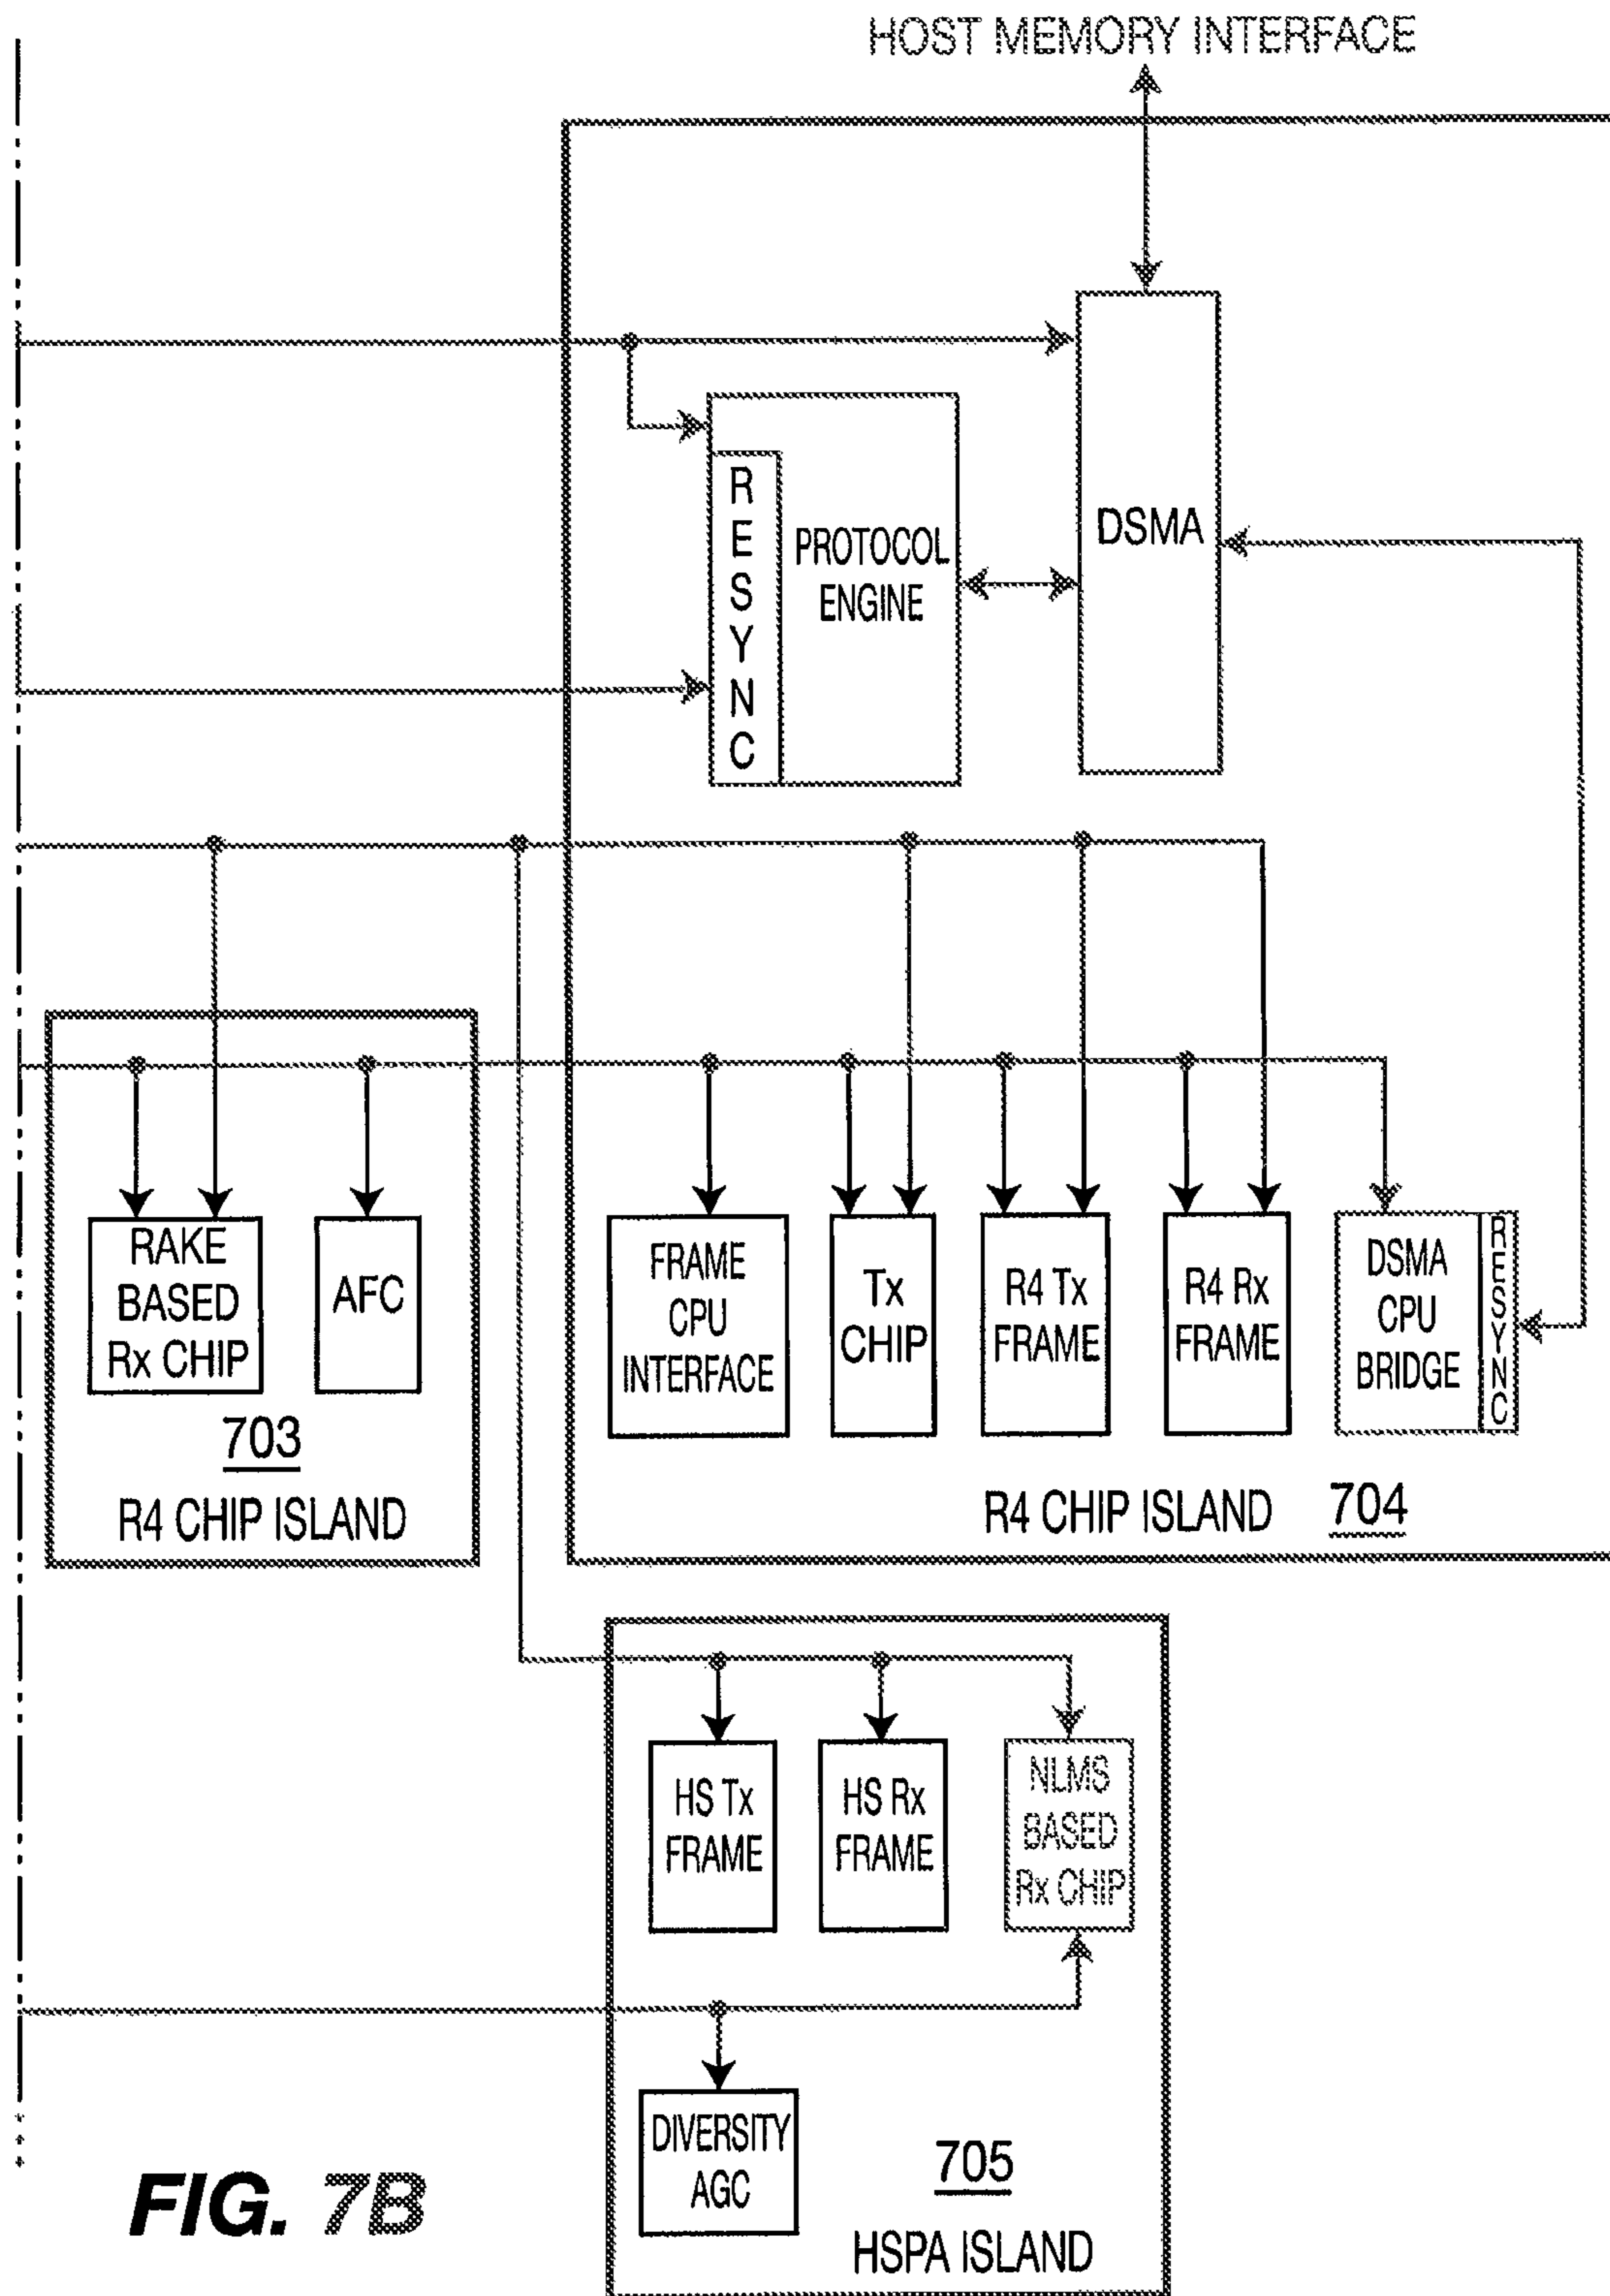 HOST MEMORY INTERFACE
R
E
S
Y
N
C
PROTOCOL
ENGINE
DSMA
RAKE
BASED
Rx CHIP
AFC
703
R4 CHIP ISLAND
FRAME
CPU
INTERFACE
Tx
CHIP
R4 Tx
FRAME
R4 Rx
FRAME
DSMA
CPU
BRIDGE
R
E
S
Y
N
C
R4 CHIP ISLAND 704
HS Tx
FRAME
HS Rx
FRAME
NLMS
BASED
Rx CHIP
DIVERSITY
AGC
705
HSPA ISLAND
FIG. 7B